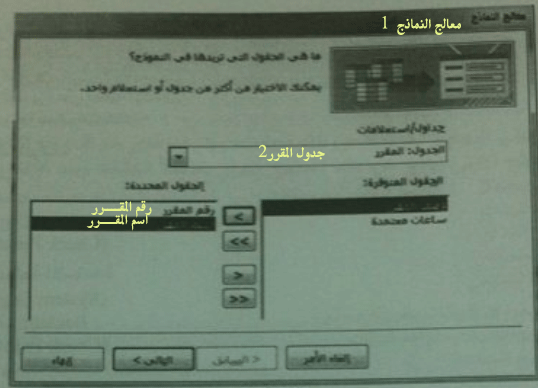 معالج النماذج
معالج النماذج 1
ما هي الحقول التي تريدها في النموذج؟
يمكنك الاختيار من أكثر من جدول أو استعلام واحد.
جداول/استعلامات
الجدول: المقرر
جدول المقرر2
الحقول المتوفرة:
الحقول المحددة:
ساعات معتمدة
رقم المقرر
رقم المقـــرر
اسم المقـــرر
>
>>
<
<<
إلغاء الأمر
< السابق
التالي >
إنهاء